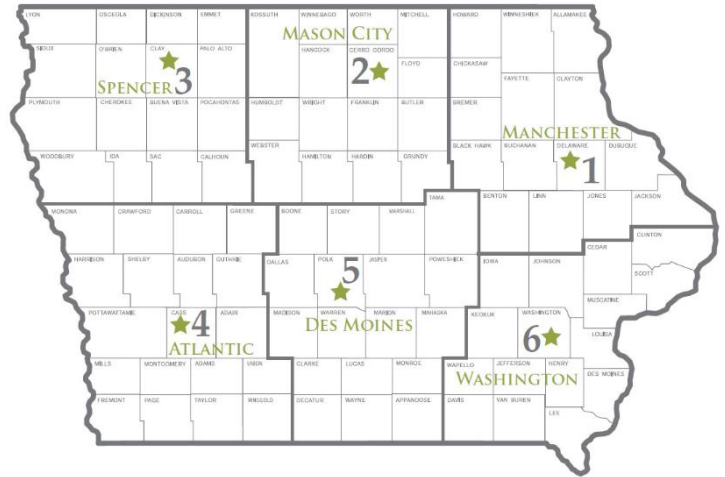 LYON OSCEOLA DICKINSON EMMET KOSSUTH WINNEBAGO WORTH MITCHELL HOWARD WINNESHIEK ALLAMAKEE
MASON CITY
SIOUX O'BRIEN CLAY PALO ALTO HANCOCK CERRO GORDO
FLOYD CHICKASAW
2
3
SPENCER
FAYETTE CLAYTON
PLYMOUTH CHEROKEE BUENA VISTA POCAHONTAS HUMBOLDT WRIGHT FRANKLIN BUTLER BREMER
MANCHESTER
WEBSTER BLACK HAWK BUCHANAN DELAWARE DUBUQUE
WOODBURY IDA SAC CALHOUN HAMILTON HARDIN GRUNDY
1
TAMA BENTON LINN JONES JACKSON
MONONA CRAWFORD CARROLL GREENE BOONE STORY MARSHALL
CLINTON
CEDAR
HARRISON SHELBY AUDUBON GUTHRIE DALLAS POLK JASPER POWESHIEK IOWA JOHNSON
5
SCOTT
MUSCATINE
POTTAWATTAMIE CASS ADAIR MADISON WARREN MARION MAHASKA KEOKUK WASHINGTON
4
DES MOINES
6
LOUISA
ATLANTIC
MILLS MONTGOMERY ADAMS UNION CLARKE LUCAS MONROE WAPELLO JEFFERSON HENRY
DES MOINES
WASHINGTON
FREMONT PAGE TAYLOR RINGGOLD DECATUR WAYNE APPANOOSE DAVIS VAN BUREN
LEE